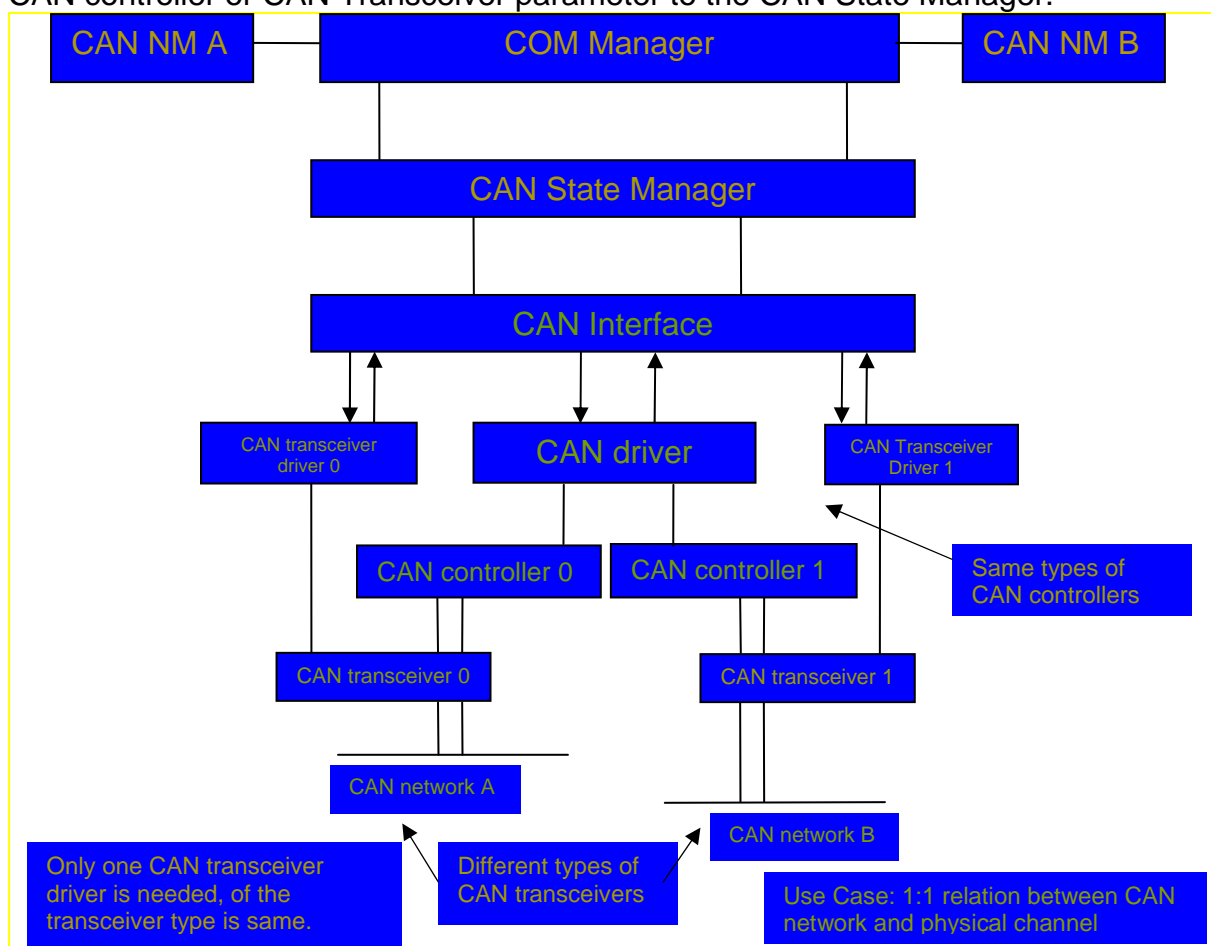 CAN controller or CAN Transceiver parameter to the CAN State Manager.
CAN NM A
COM Manager
CAN NM B
CAN State Manager
CAN Interface
CAN transceiver
driver 0
CAN driver
CAN Transceiver
Driver 1
CAN controller 0
CAN controller 1
Same types of
CAN controllers
CAN transceiver 0
CAN transceiver 1
CAN network A
CAN network B
Only one CAN transceiver
driver is needed, of the
transceiver type is same.
Different types of
CAN transceivers
Use Case: 1:1 relation between CAN
network and physical channel